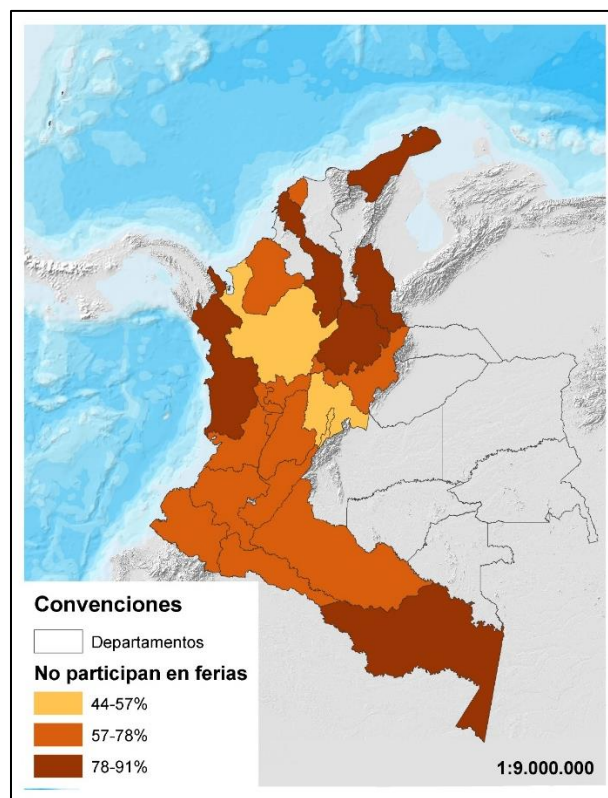 Convenciones
Departamentos
No participan en ferias
44-57%
57-78%
78-91%
1:9.000.000